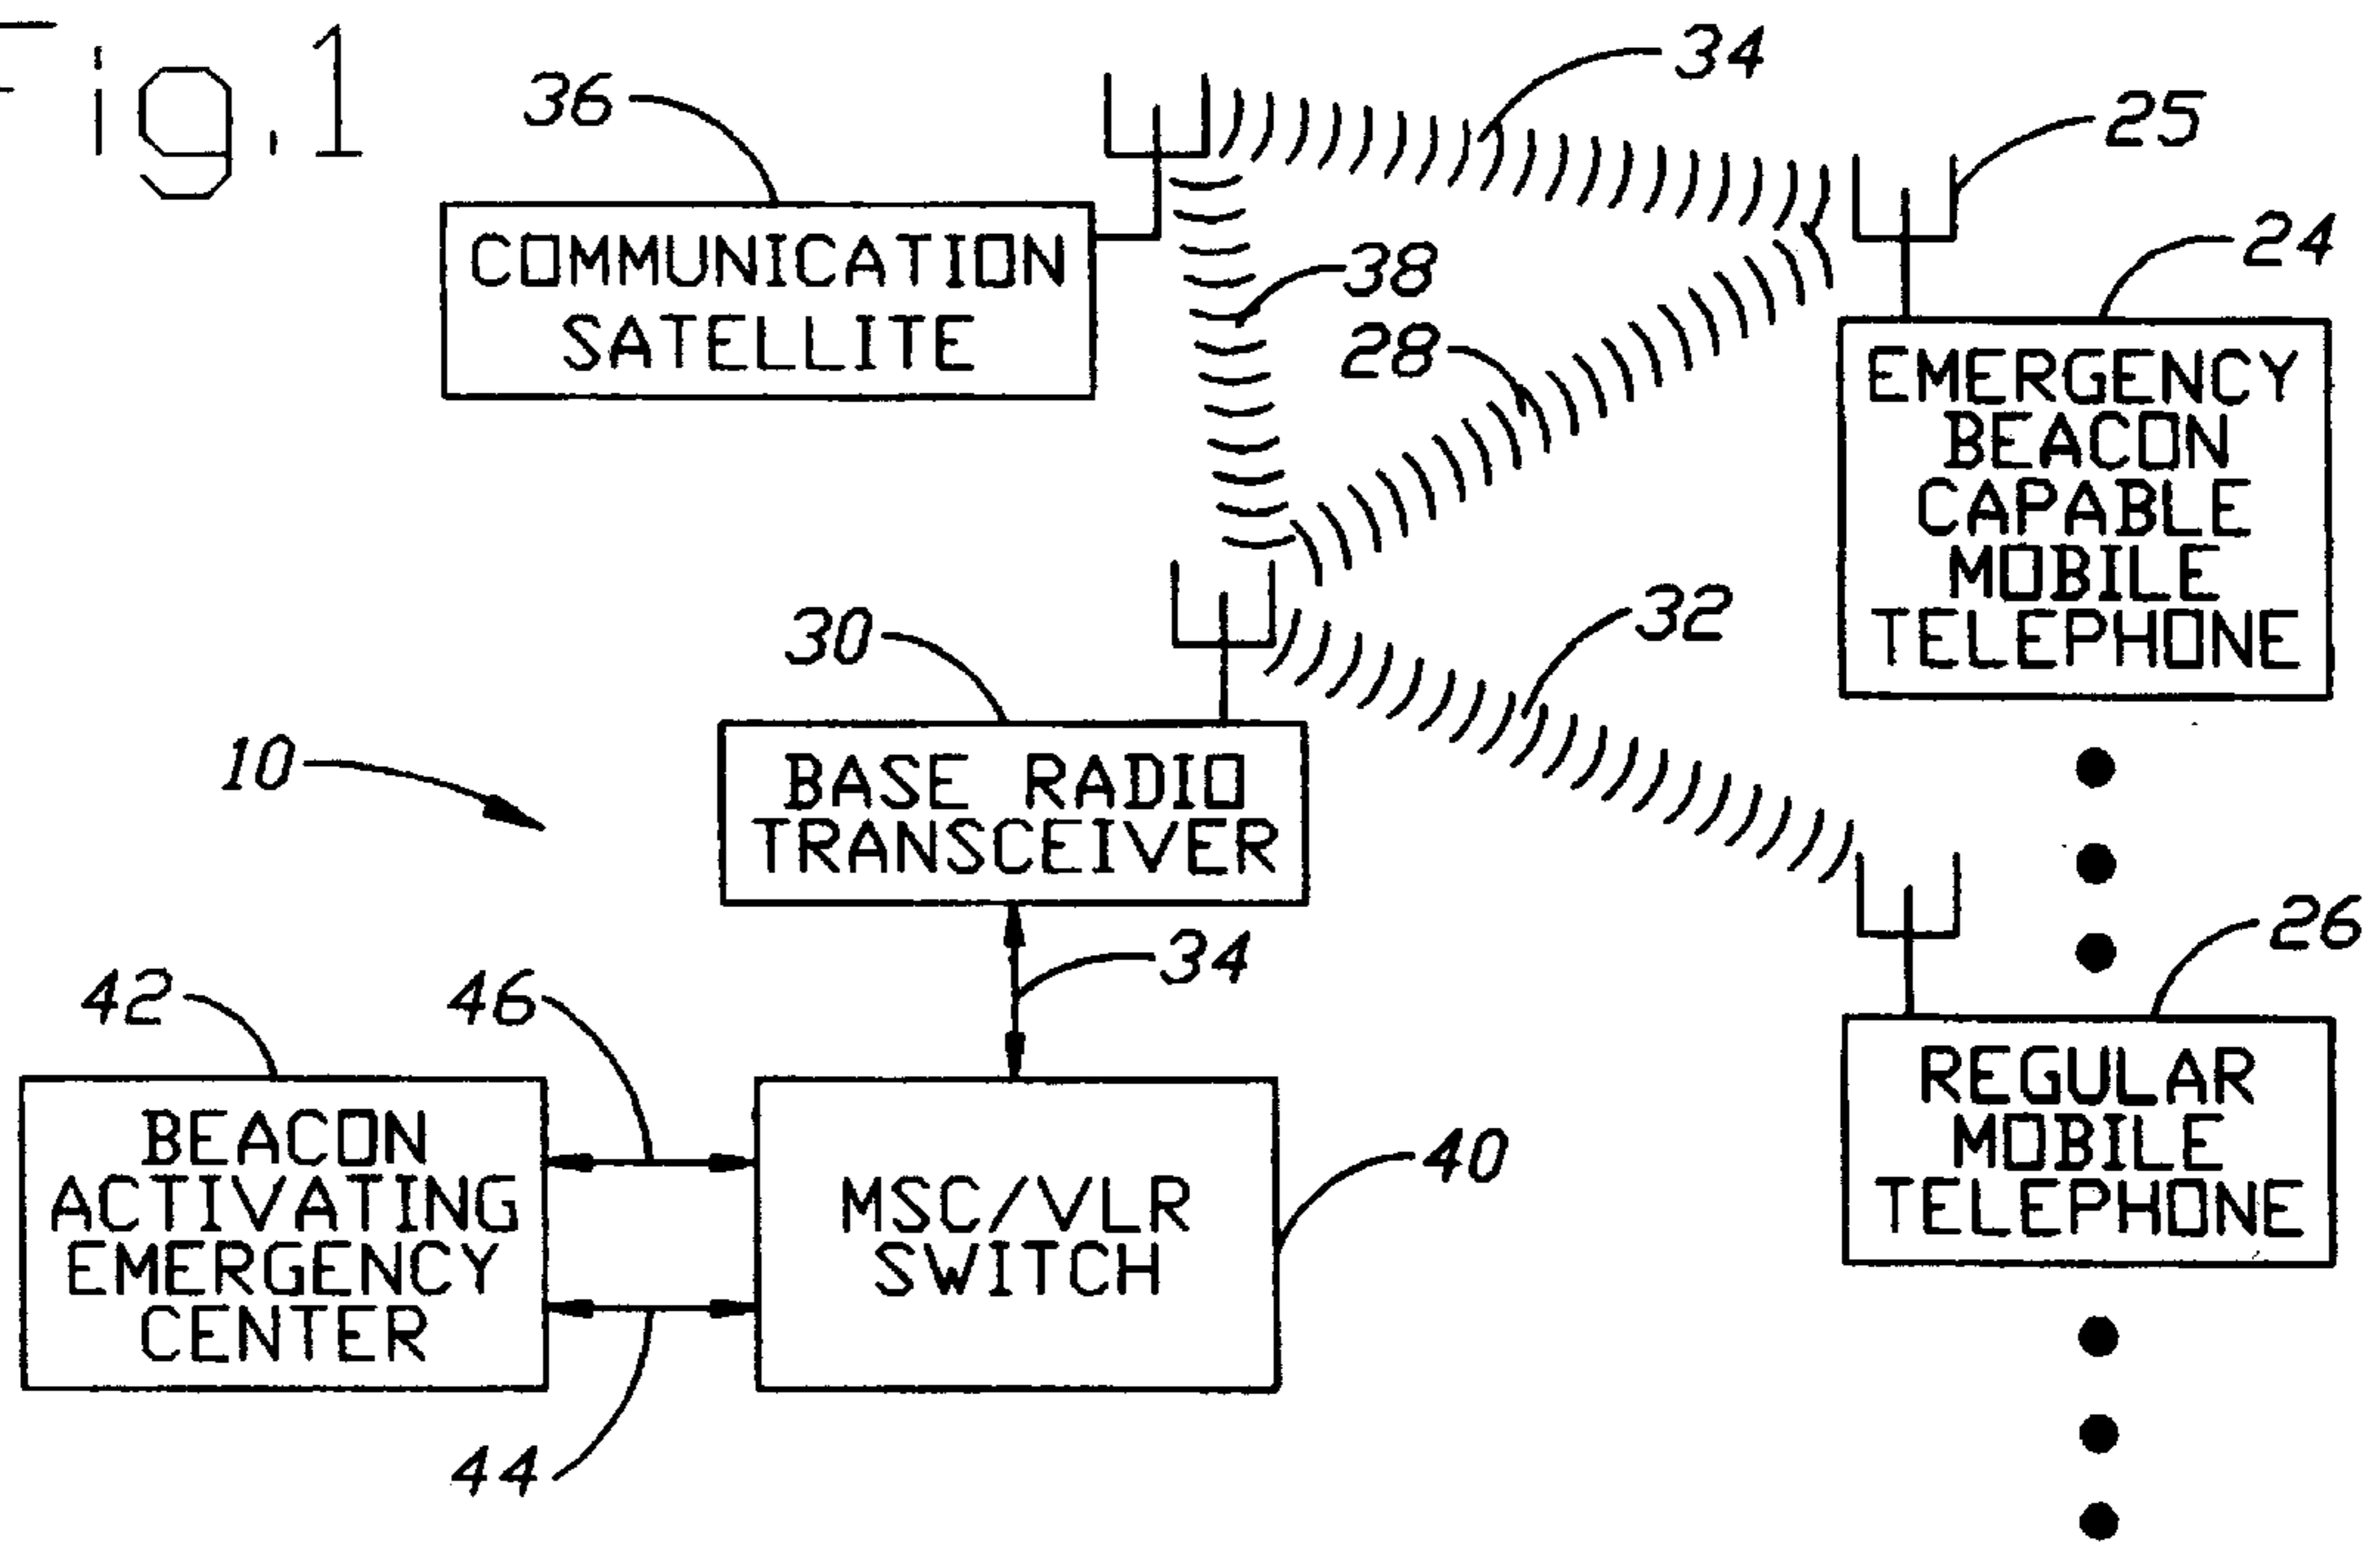 Fig.1
34
36
25
24
COMMUNICATION
SATELLITE
38
28
EMERGENCY
BEACON
CAPABLE
MOBILE
TELEPHONE
30
32
10
BASE RADIO
TRANSCEIVER
34
26
42
46
BEACON
ACTIVATING
EMERGENCY
CENTER
MSC/VLR
SWITCH
40
REGULAR
MOBILE
TELEPHONE
44